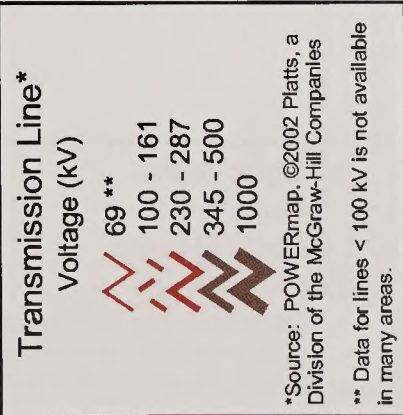 Transmission Line*
Voltage (kV)
69 **
100 - 161
230 - 287
345 - 500
1000
*Source: POWERmap. ©2002 Platts, a
Division of the McGraw-Hill Companies
** Data for lines < 100 kV is not available
in many areas.